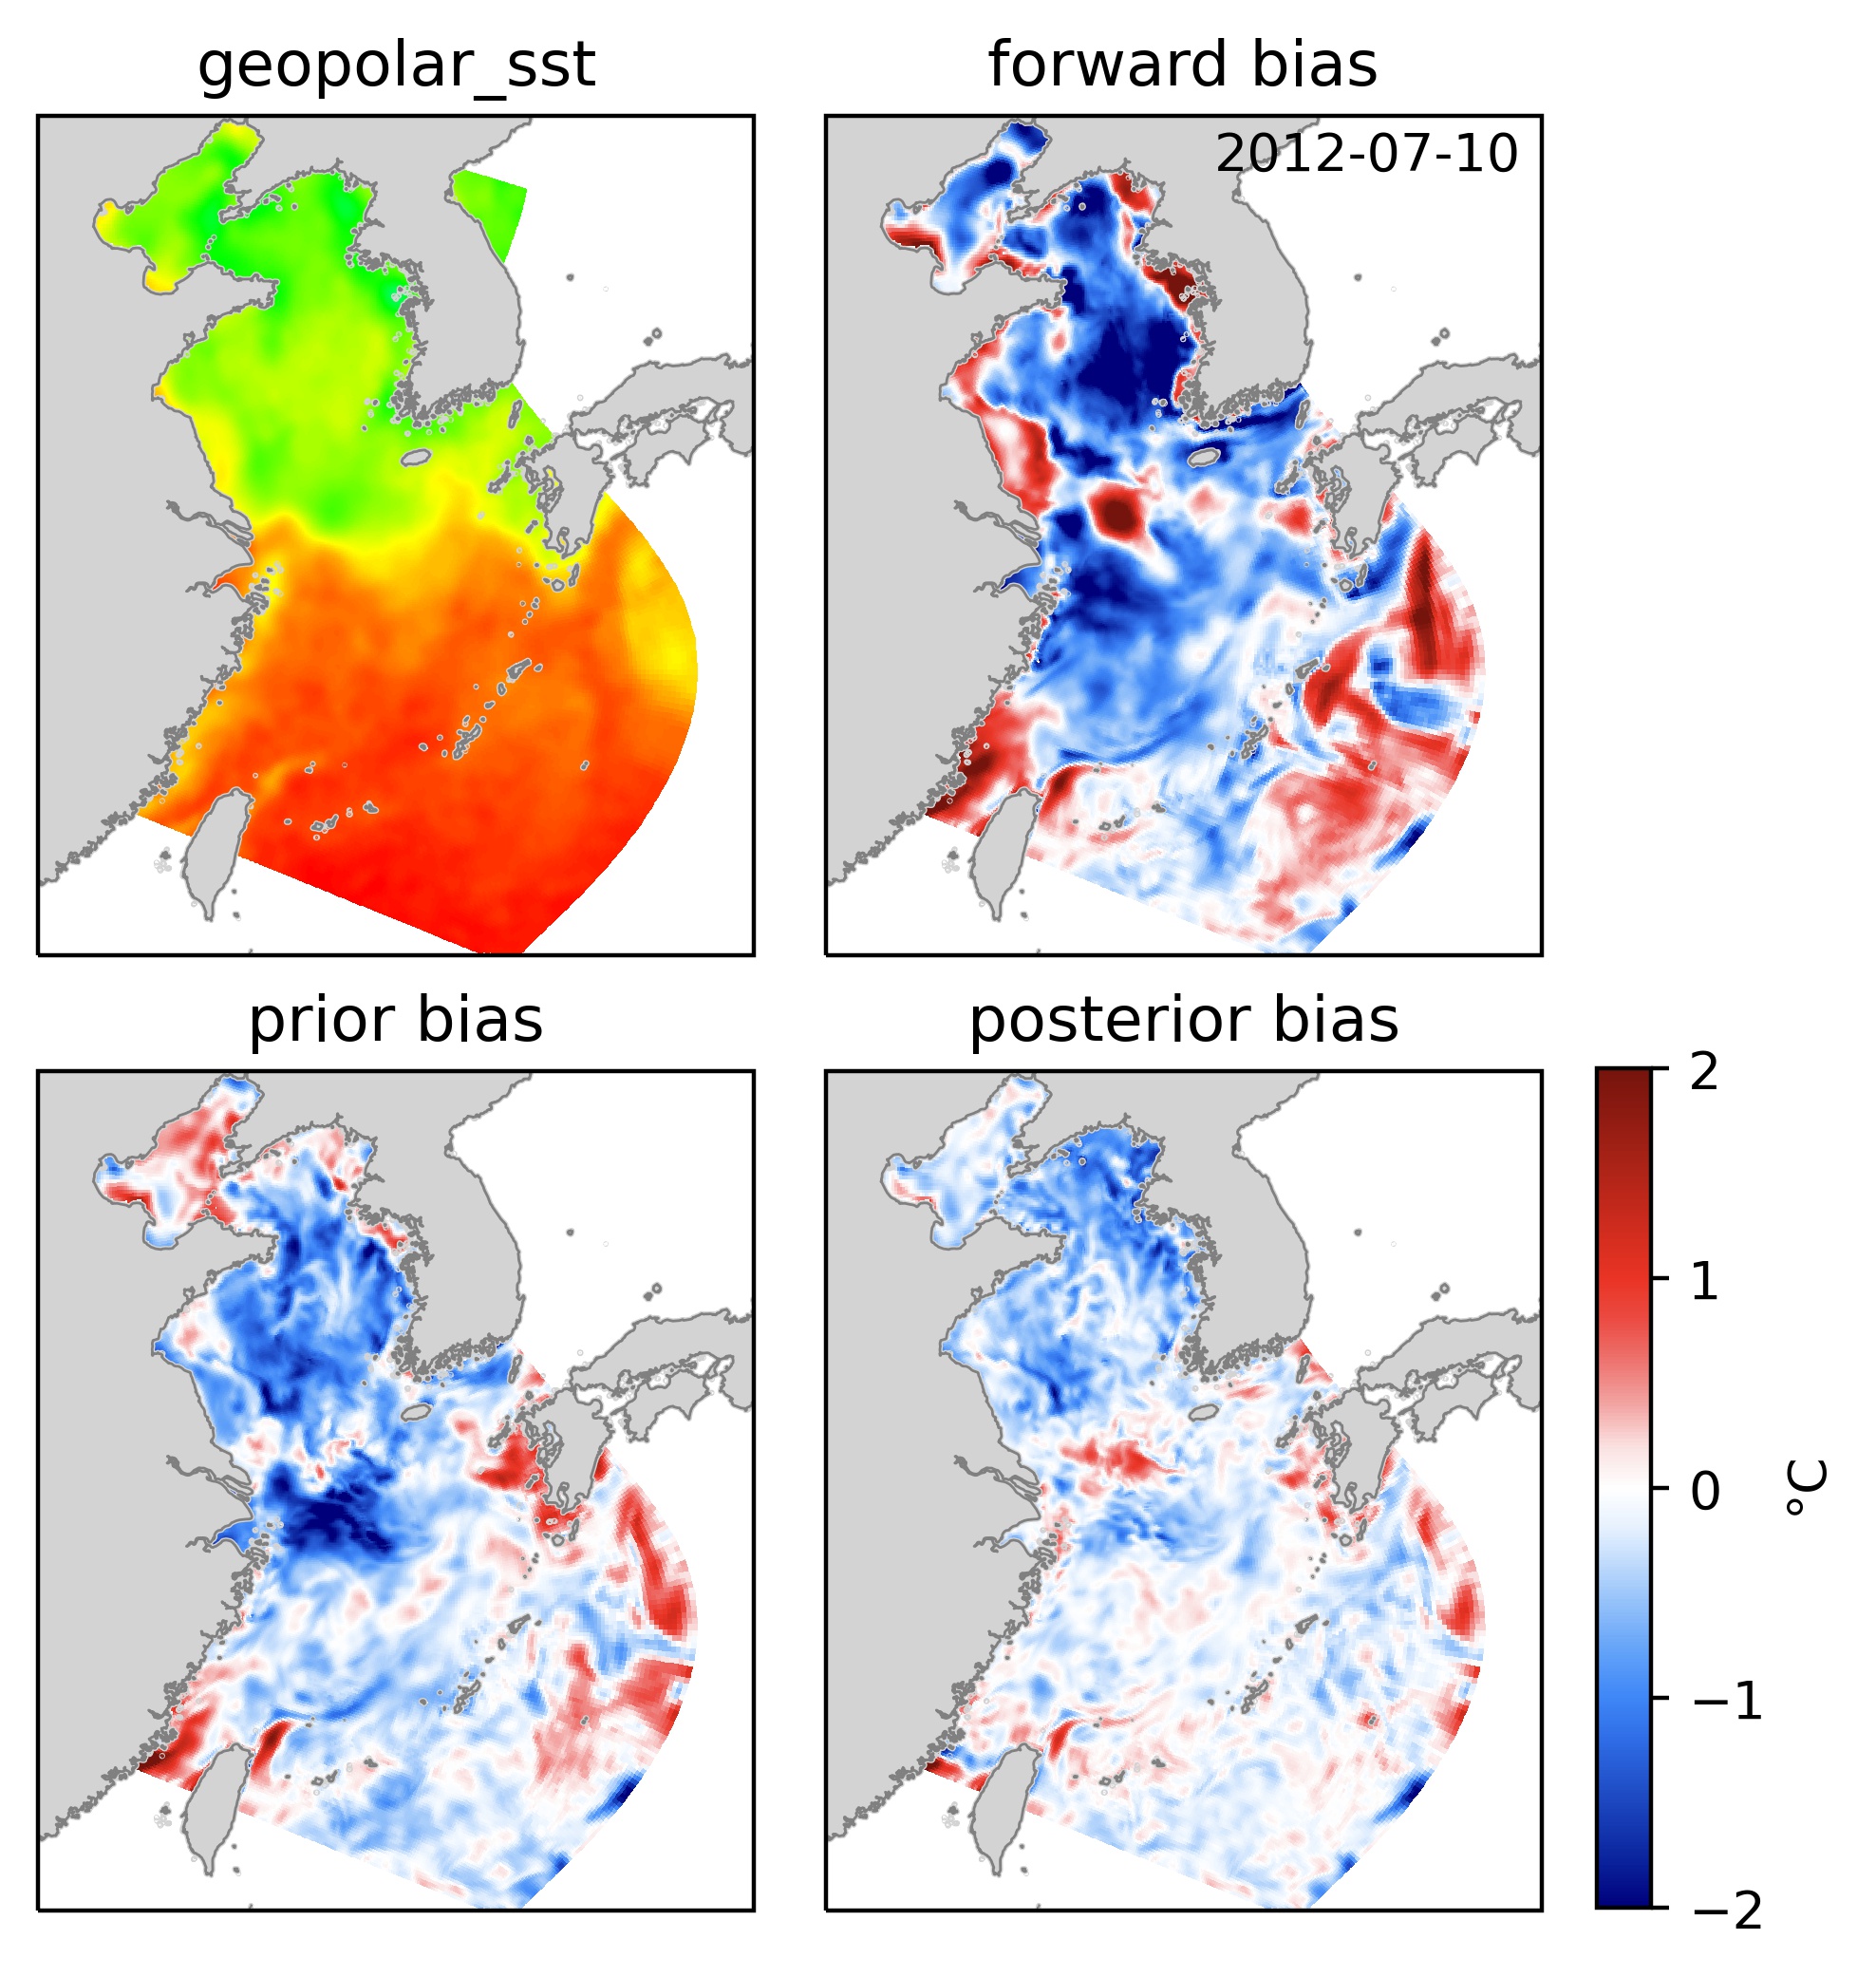 geopolar_sst
forward bias
2012-07-10
prior bias
posterior bias
2
1
0
−1
−2
°C